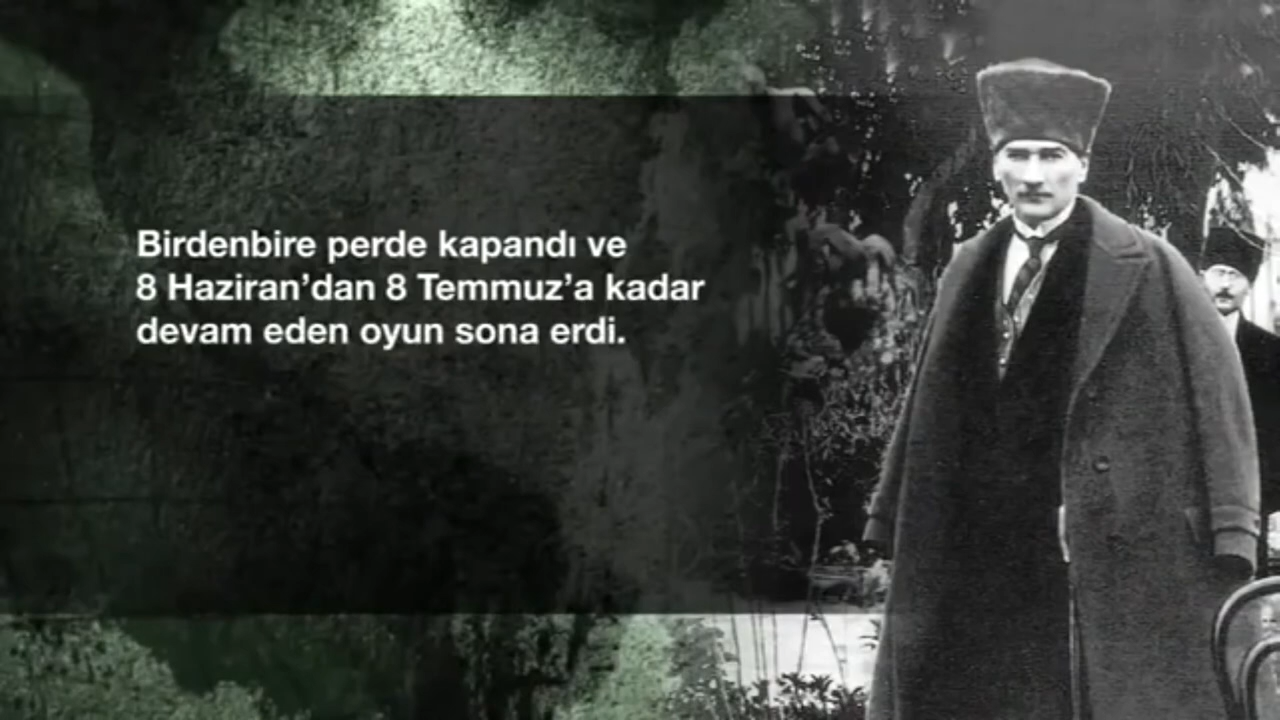 Birdenbire perde kapandı ve
8 Haziran’dan 8 Temmuz’a kadar
devam eden oyun sona erdi.